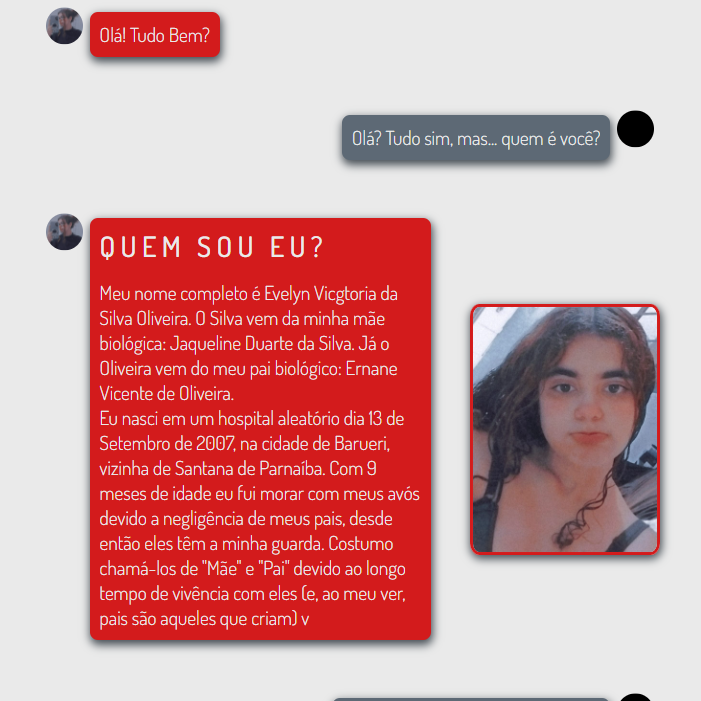 Olá! Tudo Bem?
Olá? Tudo sim, mas... quem é você?
QUEM SOU EU?
Meu nome completo é Evelyn Vicgtoria da
Silva Oliveira. O Silva vem da minha mãe
biológica: Jaqueline Duarte da Silva. Já o
Oliveira vem do meu pai biológico: Ernane
Vicente de Oliveira.
Eu nasci em um hospital aleatório dia 13 de
Setembro de 2007, na cidade de Barueri,
vizinha de Santana de Parnaíba. Com 9
meses de idade eu fui morar com meus avós
devido a negligência de meus pais, desde
então eles têm a minha guarda. Costumo
chamá-los de "Mãe" e "Pai" devido ao longo
tempo de vivência com eles (e, ao meu ver,
pais são aqueles que criam) v